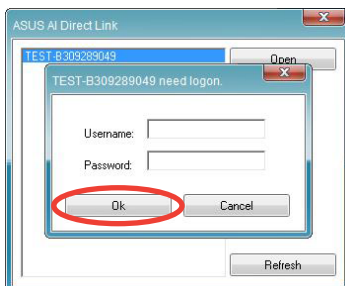 ASUS AI Direct Link
TEST-B309289049
Open
TEST-B309289049 need logon.
Username:
Password:
Ok
Cancel
Refresh